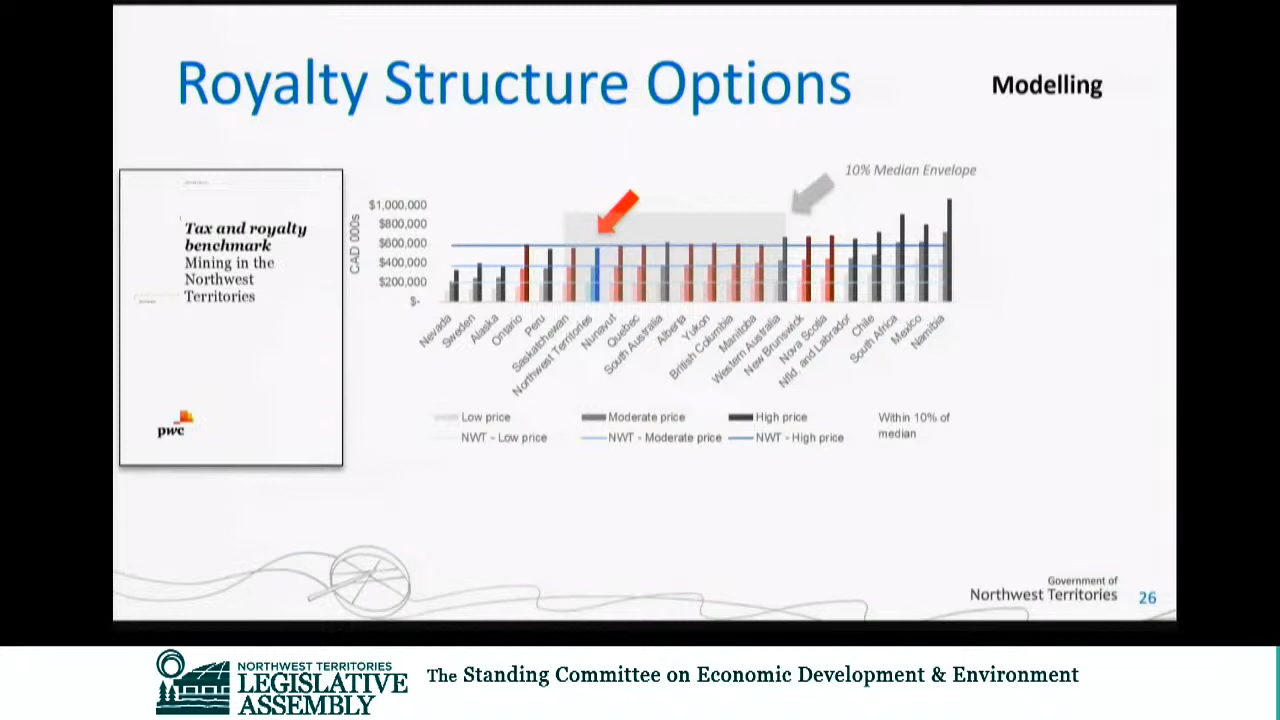 Royalty Structure Options
Modelling
Tax and royalty
benchmark
Mining in the
Northwest
Territories
pwc
10% Median Envelope
CAD 000s
$1,000,000
$800,000
$600,000
$400,000
$200,000
$-
Nevada
Sweden
Alaska
Ontario
Peru
Saskatchewan
Northwest Territories
Nunavut
Quebec
South Australia
Alberta
Yukon
British Columbia
Manitoba
Western Australia
New Brunswick
Nova Scotia
Nfld. and Labrador
Chile
South Africa
Mexico
Namibia
Low price
Moderate price
High price
NWT - Low price
NWT - Moderate price
NWT - High price
Within 10% of
median
Government of
Northwest Territories
26
NORTHWEST TERRITORIES
LEGISLATIVE
ASSEMBLY
The Standing Committee on Economic Development & Environment